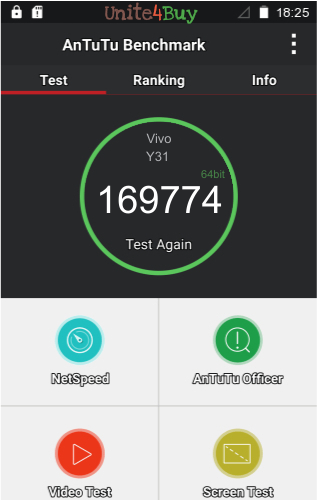 Unite4Buy
18:25
AnTuTu Benchmark
Test
Ranking
Info
Vivo
Y31
64bit
169774
Test Again
NetSpeed
AnTuTu Officer
Video Test
Screen Test